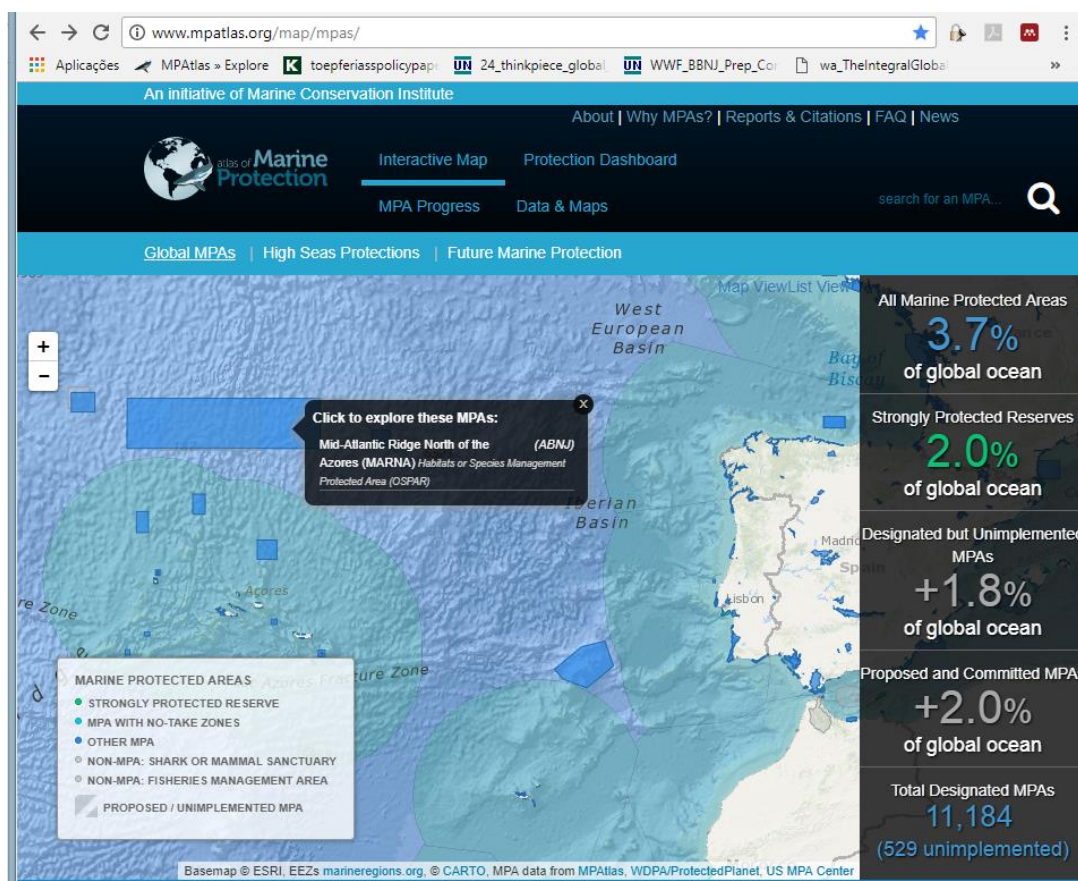 www.mpatlas.org/map/mpas/
Aplicações MPAtlas » Explore toepferiasspolicypap 24_thinkpiece_global WWF_BBNJ_Prep_Co wa_TheIntegralGloba »
An initiative of Marine Conservation Institute
About | Why MPAs? | Reports & Citations | FAQ | News
atlas of Marine
Protection
Interactive Map Protection Dashboard
MPA Progress Data & Maps
search for an MPA...
Global MPAs | High Seas Protections | Future Marine Protection
Map View List View
West
European
Basin
Bay of
+
−
Click to explore these MPAs: x
Mid-Atlantic Ridge North of the (ABNJ)
Azores (MARNA) Habitats or Species Management
Protected Area (OSPAR)
Iberian
Basin
Açores
Lisbon
Fracture Zone
MARINE PROTECTED AREAS
STRONGLY PROTECTED RESERVE
MPA WITH NO-TAKE ZONES
OTHER MPA
NON-MPA: SHARK OR MAMMAL SANCTUARY
NON-MPA: FISHERIES MANAGEMENT AREA
PROPOSED / UNIMPLEMENTED MPA
All Marine Protected Areas
3.7%
of global ocean
Strongly Protected Reserves
2.0%
of global ocean
Designated but Unimplemented
MPAs
+1.8%
of global ocean
Proposed and Committed MPA
+2.0%
of global ocean
Total Designated MPAs
11,184
(529 unimplemented)
Basemap © ESRI, EEZs marineregions.org, © CARTO, MPA data from MPAtlas, WDPA/ProtectedPlanet, US MPA Center